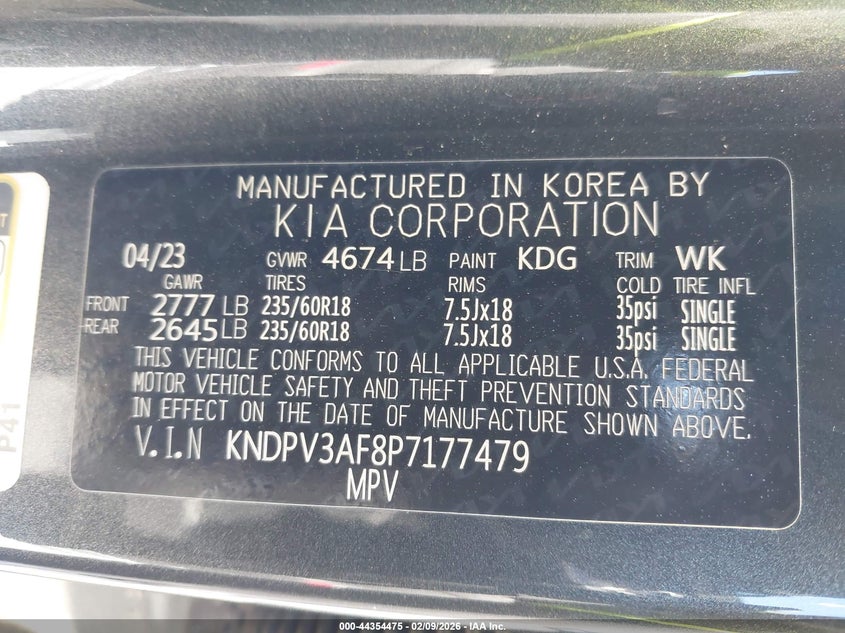 MANUFACTURED IN KOREA BY
KIA CORPORATION
04/23 GVWR 4674 LB PAINT KDG TRIM WK
GAWR TIRES RIMS COLD TIRE INFL
FRONT 2777 LB 235/60R18 7.5Jx18 35psi SINGLE
REAR 2645 LB 235/60R18 7.5Jx18 35psi SINGLE
THIS VEHICLE CONFORMS TO ALL APPLICABLE U.S.A. FEDERAL
MOTOR VEHICLE SAFETY AND THEFT PREVENTION STANDARDS
IN EFFECT ON THE DATE OF MANUFACTURE SHOWN ABOVE.
V.I.N KNDPV3AF8P7177479
MPV
P41
000-44354475 | 02/09/2026 | IAA Inc.